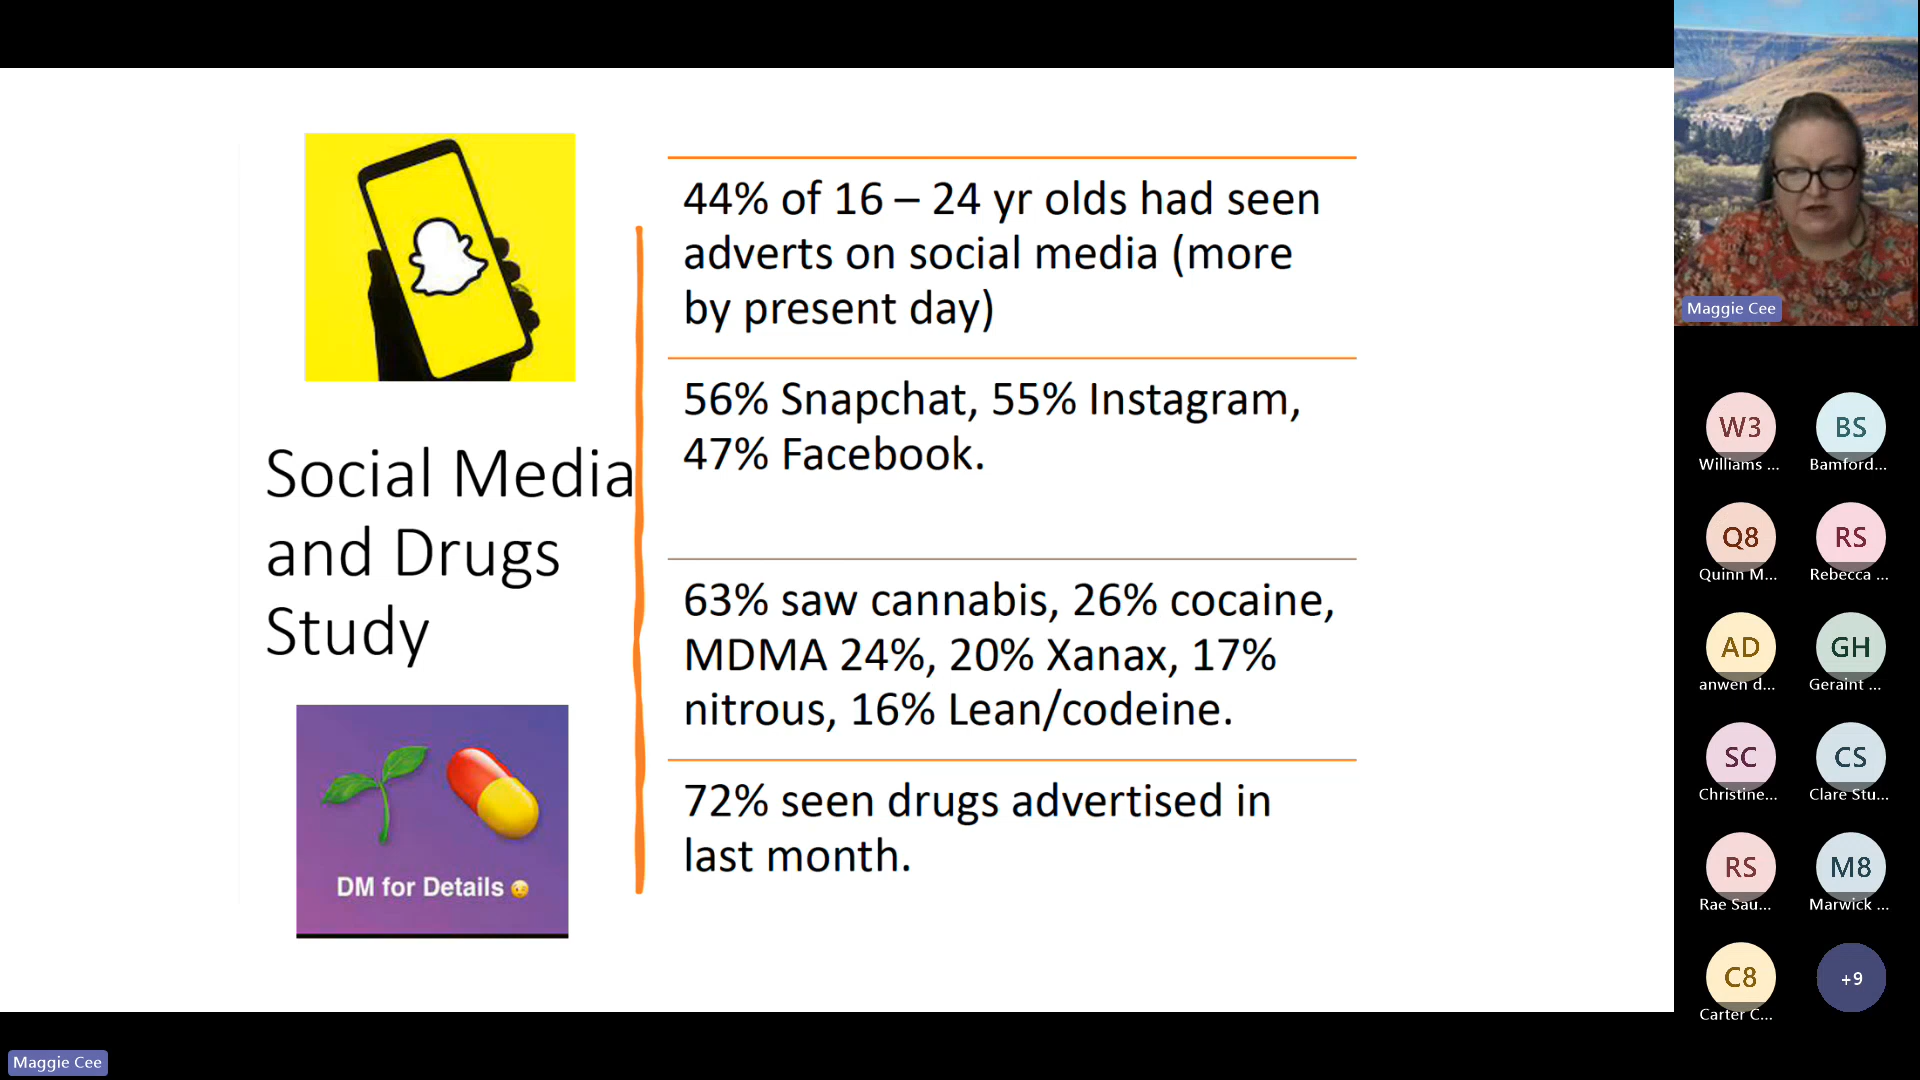 Social Media
and Drugs
Study
DM for Details
44% of 16 – 24 yr olds had seen
adverts on social media (more
by present day)
56% Snapchat, 55% Instagram,
47% Facebook.
63% saw cannabis, 26% cocaine,
MDMA 24%, 20% Xanax, 17%
nitrous, 16% Lean/codeine.
72% seen drugs advertised in
last month.
Maggie Cee
W3
Williams ...
BS
Bamford...
Q8
Quinn M...
RS
Rebecca ...
AD
anwen d...
GH
Geraint ...
SC
Christine...
CS
Clare Stu...
RS
Rae Sau...
M8
Marwick ...
C8
Carter C...
+9
Maggie Cee